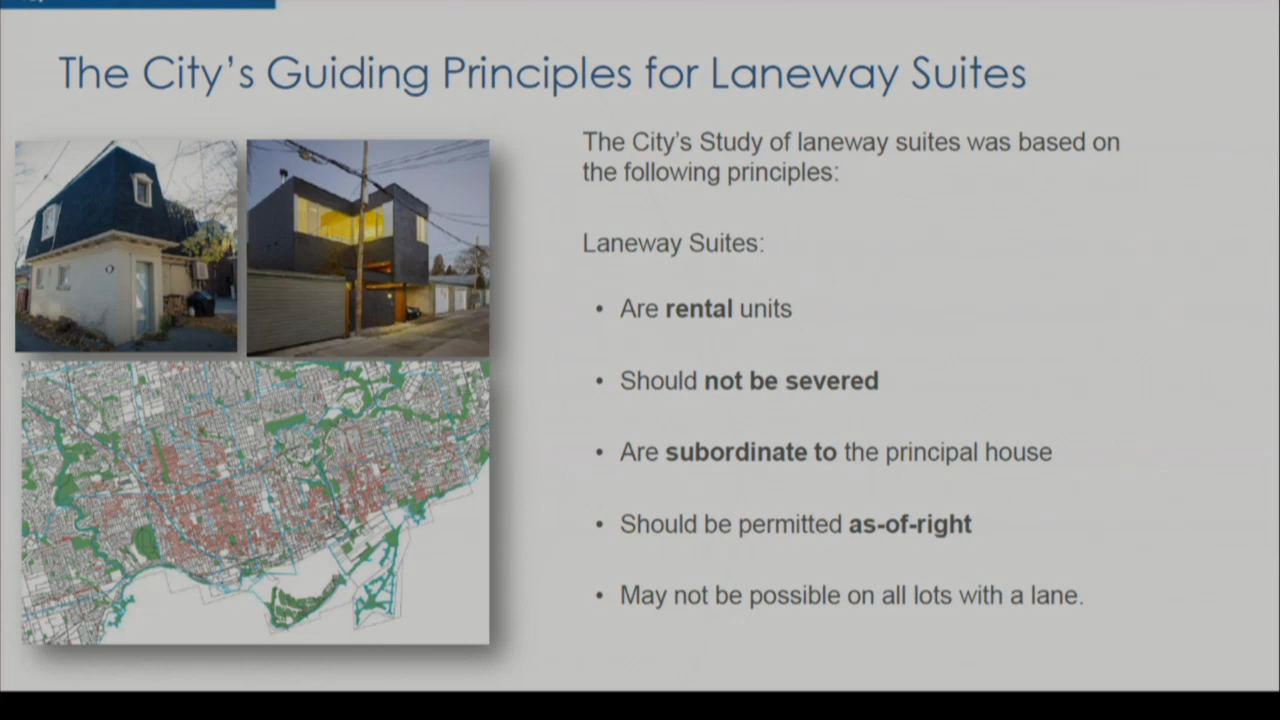 The City's Guiding Principles for Laneway Suites
The City's Study of laneway suites was based on
the following principles:
Laneway Suites:
• Are rental units
• Should not be severed
• Are subordinate to the principal house
• Should be permitted as-of-right
• May not be possible on all lots with a lane.